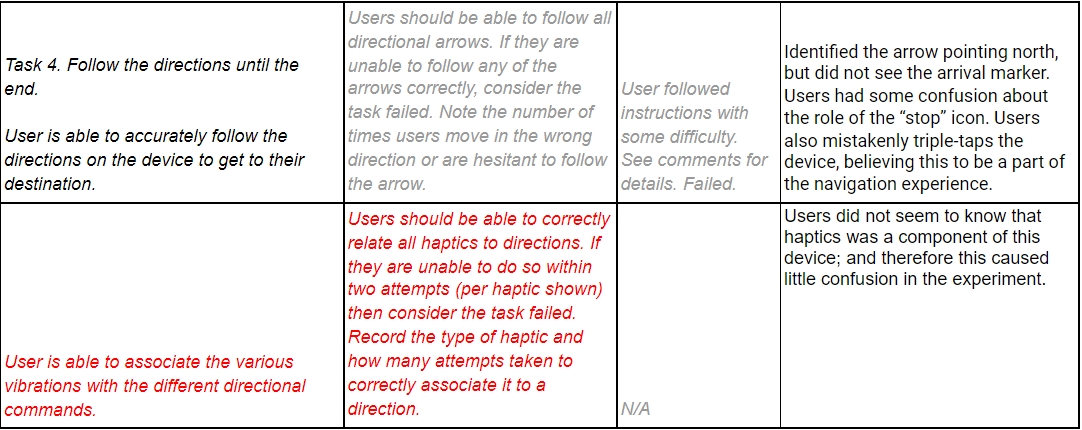 Task 4. Follow the directions until the
end.
User is able to accurately follow the
directions on the device to get to their
destination.
Users should be able to follow all
directional arrows. If they are
unable to follow any of the
arrows correctly, consider the
task failed. Note the number of
times users move in the wrong
direction or are hesitant to follow
the arrow.
User followed
instructions with
some difficulty.
See comments for
details. Failed.
Identified the arrow pointing north,
but did not see the arrival marker.
Users had some confusion about
the role of the “stop” icon. Users
also mistakenly triple-taps the
device, believing this to be a part of
the navigation experience.
User is able to associate the various
vibrations with the different directional
commands.
Users should be able to correctly
relate all haptics to directions. If
they are unable to do so within
two attempts (per haptic shown)
then consider the task failed.
Record the type of haptic and
how many attempts taken to
correctly associate it to a
direction.
N/A
Users did not seem to know that
haptics was a component of this
device; and therefore this caused
little confusion in the experiment.